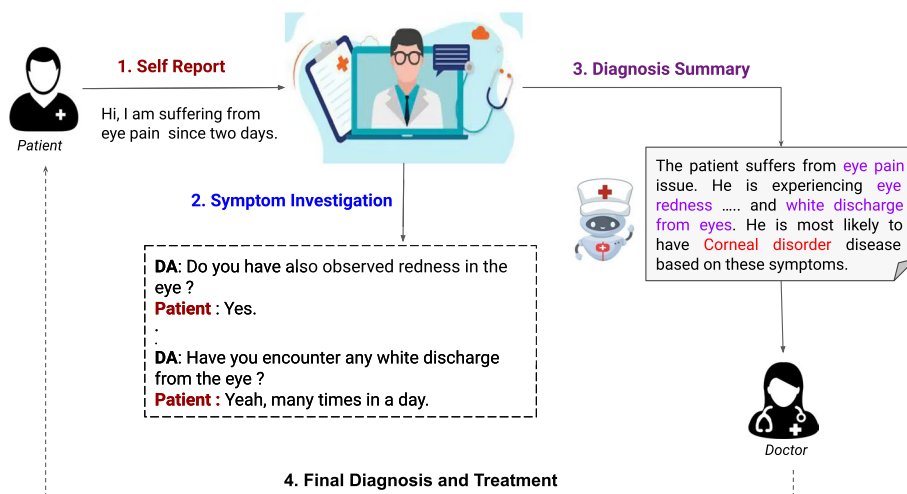 1. Self Report
Hi, I am suffering from
eye pain since two days.
Patient
2. Symptom Investigation
DA: Do you have also observed redness in the
eye ?
Patient : Yes.
.
.
DA: Have you encounter any white discharge
from the eye ?
Patient : Yeah, many times in a day.
3. Diagnosis Summary
The patient suffers from eye pain
issue. He is experiencing eye
redness ..... and white discharge
from eyes. He is most likely to
have Corneal disorder disease
based on these symptoms.
Doctor
4. Final Diagnosis and Treatment